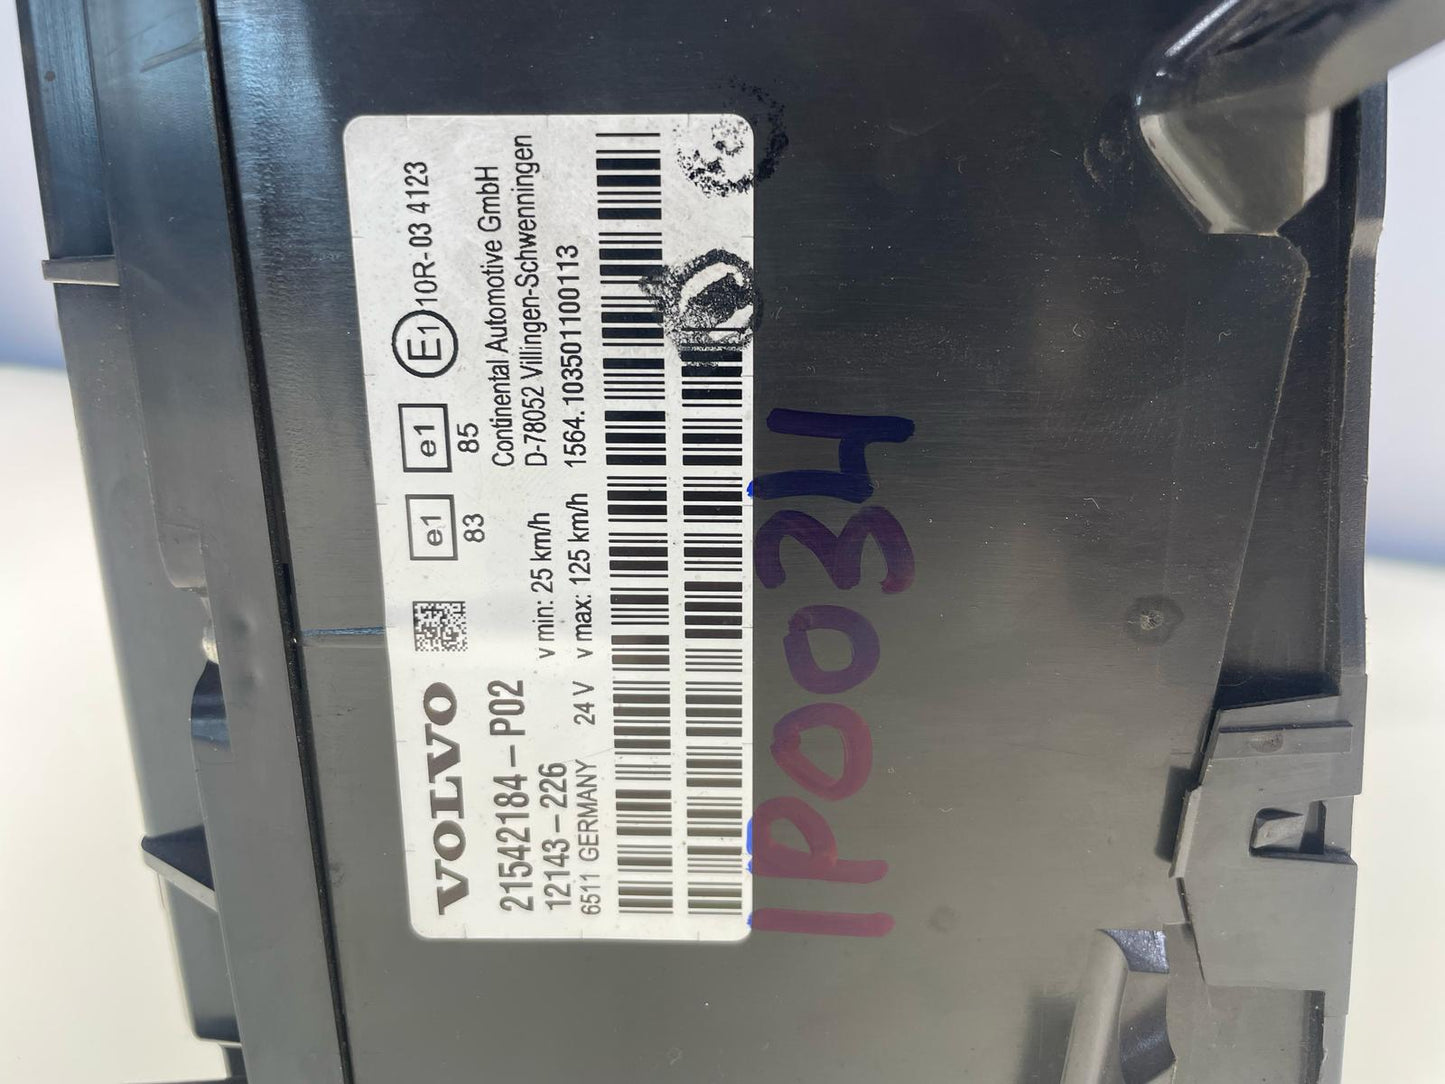 VOLVO
e1
83
e1
85
E1
10R-03 4123
21542184-P02
12143-226
6511 GERMANY
24 V
v min: 25 km/h
v max: 125 km/h
Continental Automotive GmbH
D-78052 Villingen-Schwenningen
1564.103501100113
IP0034